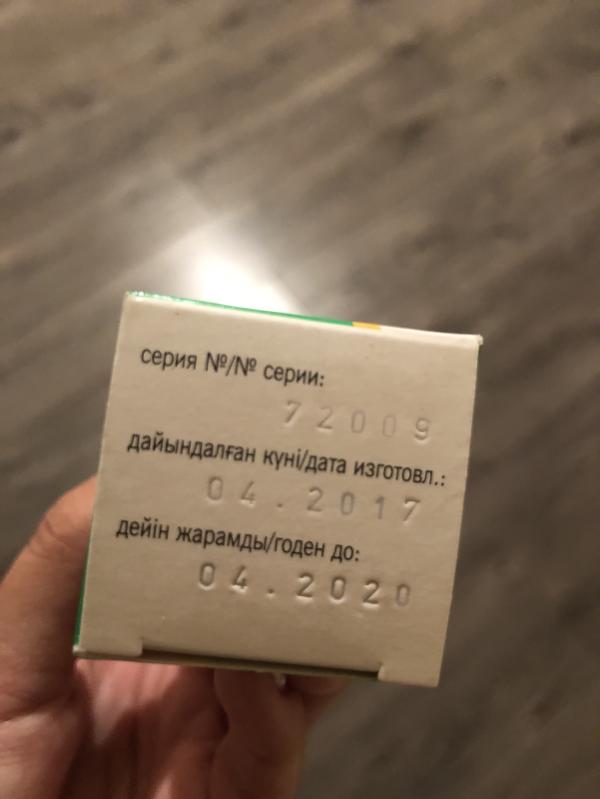 серия №/№ серии:
72009
дайындалған күні/дата изготовл.:
04.2017
дейін жарамды/годен до:
04.2020